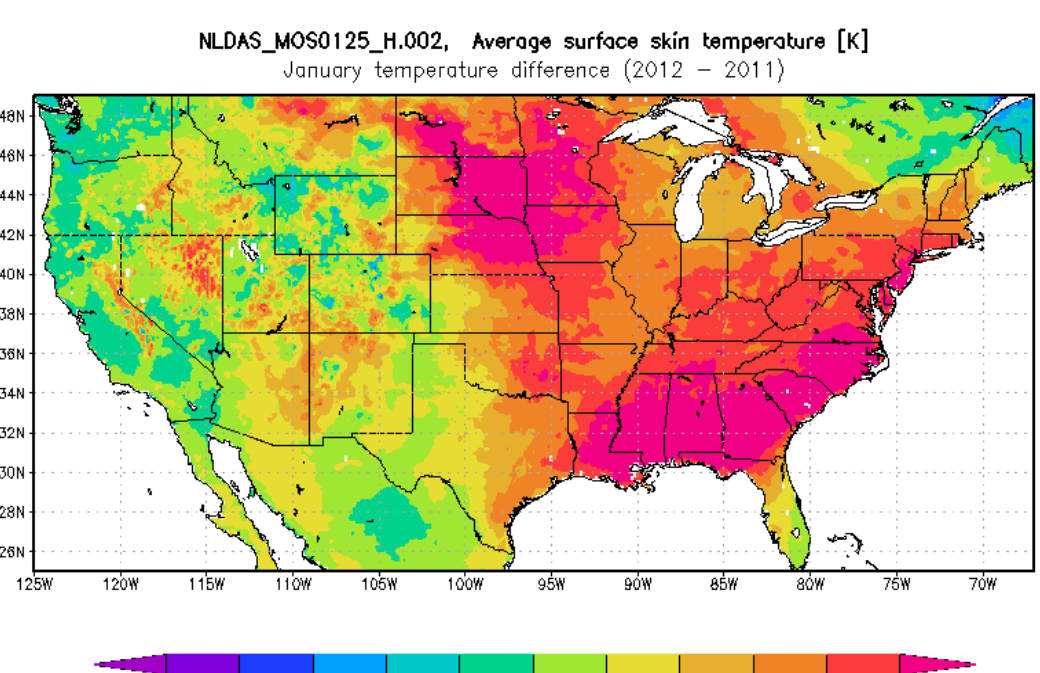 NLDAS_MOS0125_H.002, Average surface skin temperature [K]
January temperature difference (2012 − 2011)
48N
46N
44N
42N
40N
38N
36N
34N
32N
30N
28N
26N
125W 120W 115W 110W 105W 100W 95W 90W 85W 80W 75W 70W